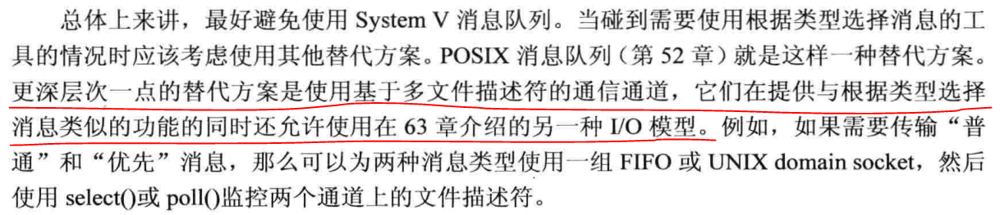 总体上来讲，最好避免使用 System V 消息队列。当碰到需要使用根据类型选择消息的工
具的情况时应该考虑使用其他替代方案。POSIX 消息队列（第 52 章）就是这样一种替代方案。
更深层次一点的替代方案是使用基于多文件描述符的通信通道，它们在提供与根据类型选择
消息类似的功能的同时还允许使用在 63 章介绍的另一种 I/O 模型。例如，如果需要传输“普
通”和“优先”消息，那么可以为两种消息类型使用一组 FIFO 或 UNIX domain socket，然后
使用 select()或 poll()监控两个通道上的文件描述符。